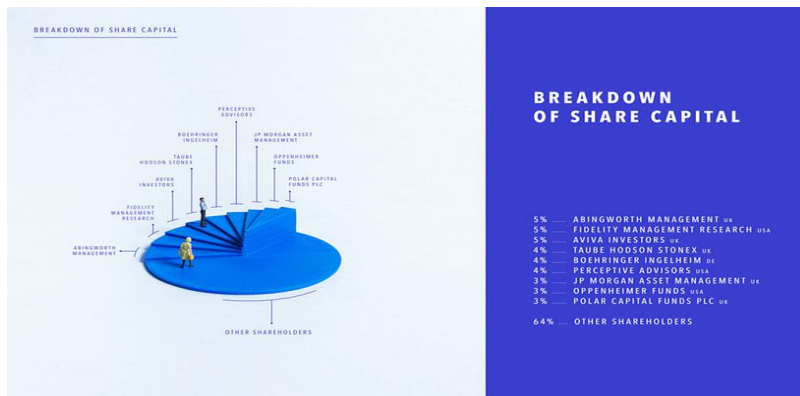 BREAKDOWN OF SHARE CAPITAL
PERCEPTIVE
ADVISORS
BOEHRINGER
INGELHEIM
JP MORGAN ASSET
MANAGEMENT
TAUBE
HODSON STONEX
OPPENHEIMER
FUNDS
AVIVA
INVESTORS
POLAR CAPITAL
FUNDS PLC
FIDELITY
MANAGEMENT
RESEARCH
ABINGWORTH
MANAGEMENT
OTHER SHAREHOLDERS
BREAKDOWN
OF SHARE CAPITAL
5% ABINGWORTH MANAGEMENT UK
5% FIDELITY MANAGEMENT RESEARCH USA
5% AVIVA INVESTORS UK
4% TAUBE HODSON STONEX UK
4% BOEHRINGER INGELHEIM DE
4% PERCEPTIVE ADVISORS USA
3% JP MORGAN ASSET MANAGEMENT UK
3% OPPENHEIMER FUNDS USA
3% POLAR CAPITAL FUNDS PLC UK
64% OTHER SHAREHOLDERS